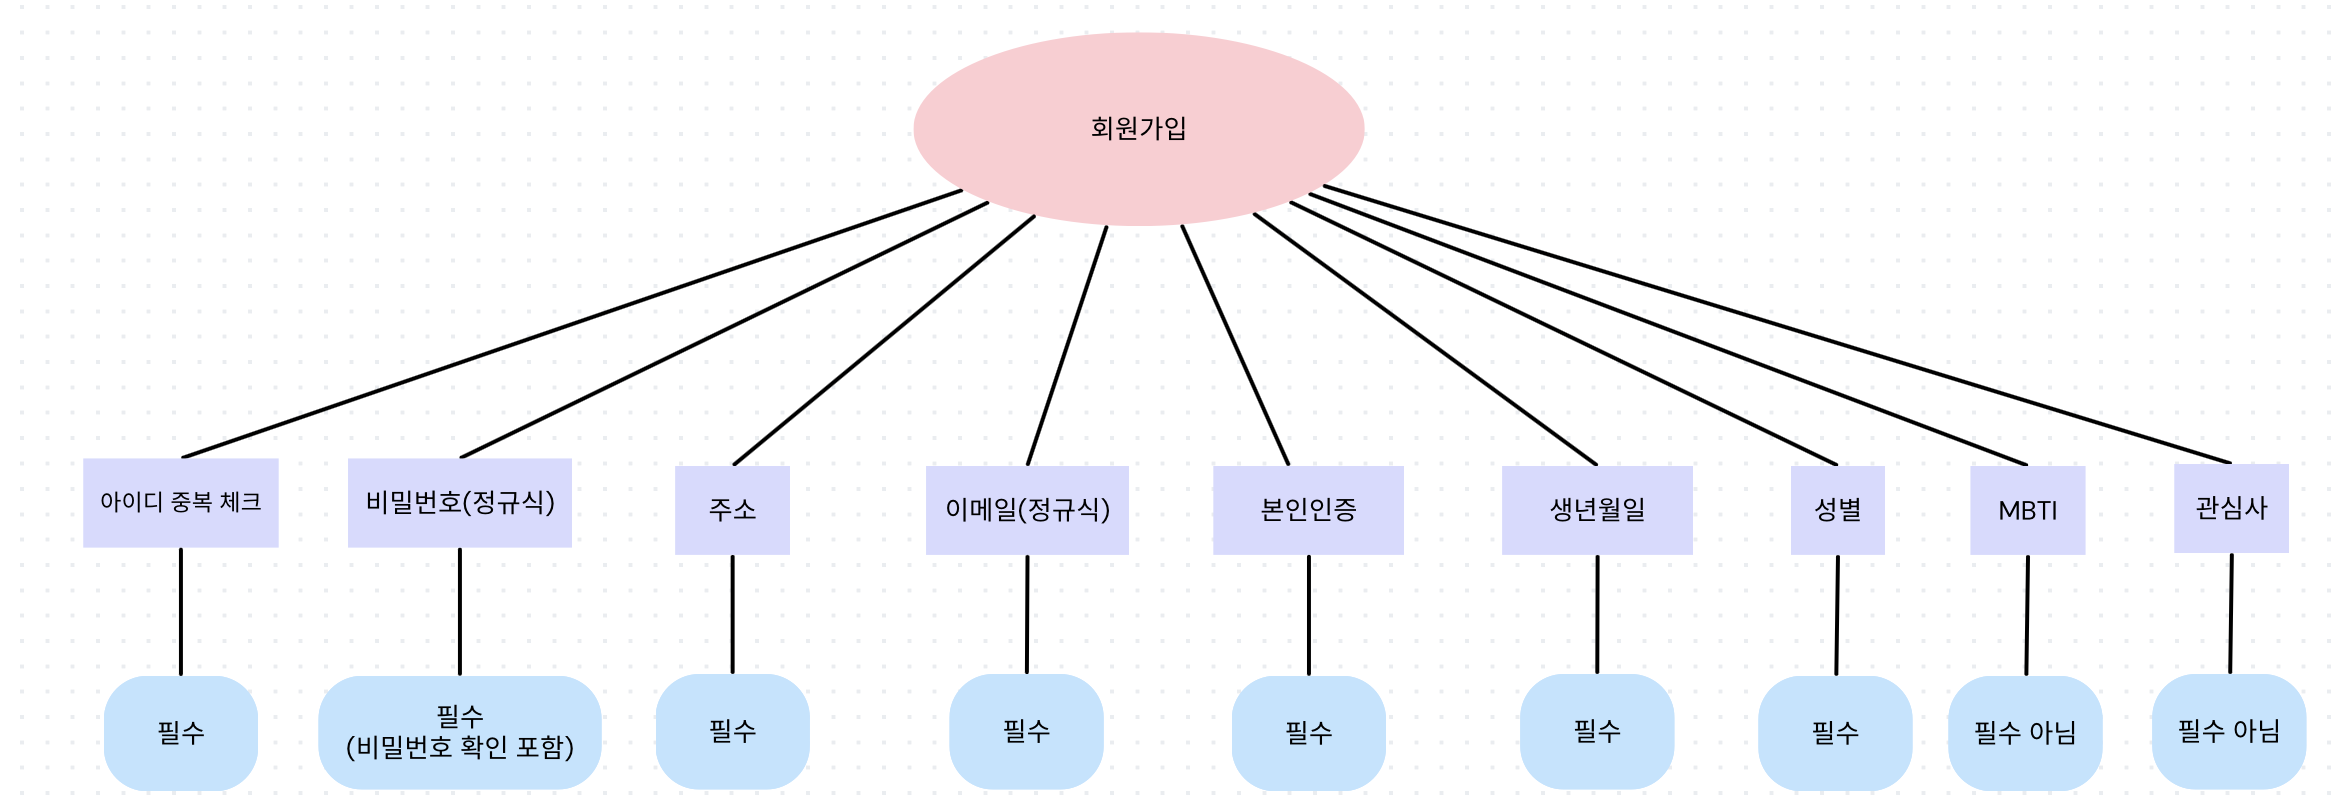 회원가입
아이디 중복 체크
비밀번호(정규식)
주소
이메일(정규식)
본인인증
생년월일
성별
MBTI
관심사
필수
필수
(비밀번호 확인 포함)
필수
필수
필수
필수
필수
필수 아님
필수 아님